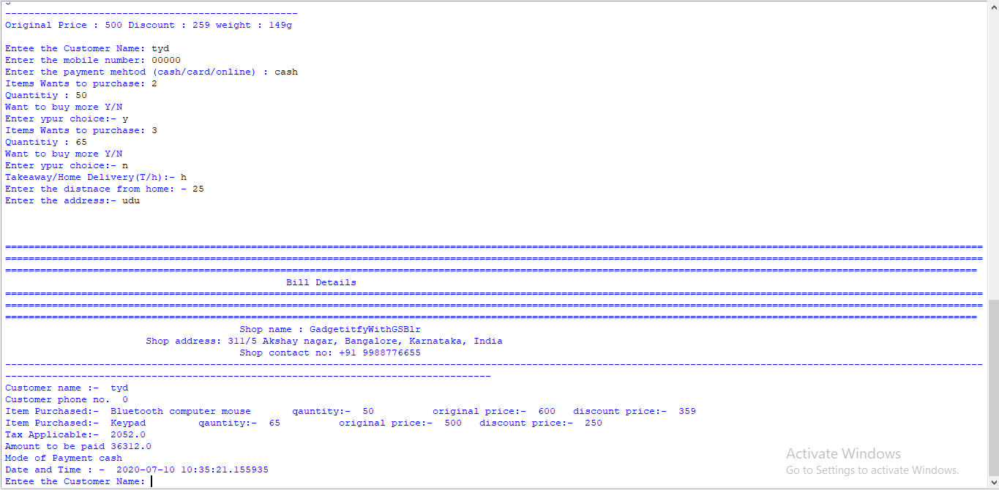 Original Price : 500 Discount : 259 weight : 149g
Entee the Customer Name: tyd
Enter the mobile number: 00000
Enter the payment mehtod (cash/card/online) : cash
Items Wants to purchase: 2
Quantitiy : 50
Want to buy more Y/N
Enter ypur choice:- y
Items Wants to purchase: 3
Quantitiy : 65
Want to buy more Y/N
Enter ypur choice:- n
Takeaway/Home Delivery(T/h):- h
Enter the distnace from home: - 25
Enter the address:- udu
Bill Details
Shop name : GadgetitfyWithGSBlr
Shop address: 311/5 Akshay nagar, Bangalore, Karnataka, India
Shop contact no: +91 9988776655
Customer name :- tyd
Customer phone no. 0
Item Purchased:- Bluetooth computer mouse qauntity:- 50 original price:- 600 discount price:- 359
Item Purchased:- Keypad qauntity:- 65 original price:- 500 discount price:- 250
Tax Applicable:- 2052.0
Amount to be paid 36312.0
Mode of Payment cash
Date and Time : - 2020-07-10 10:35:21.155935
Entee the Customer Name:
Activate Windows
Go to Settings to activate Windows.